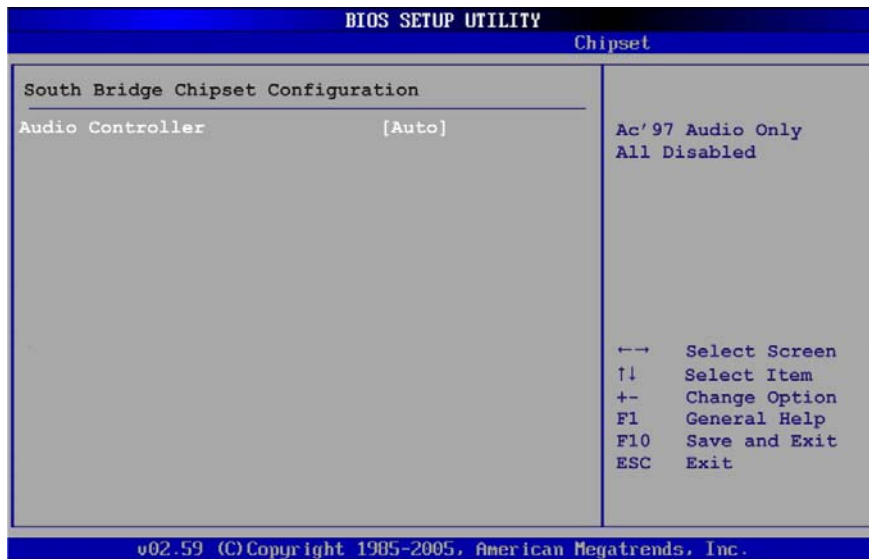 BIOS SETUP UTILITY
Chipset
South Bridge Chipset Configuration
Audio Controller [Auto]
Ac'97 Audio Only
All Disabled
←→ Select Screen
↑↓ Select Item
+- Change Option
F1 General Help
F10 Save and Exit
ESC Exit
v02.59 (C)Copyright 1985-2005, American Megatrends, Inc.